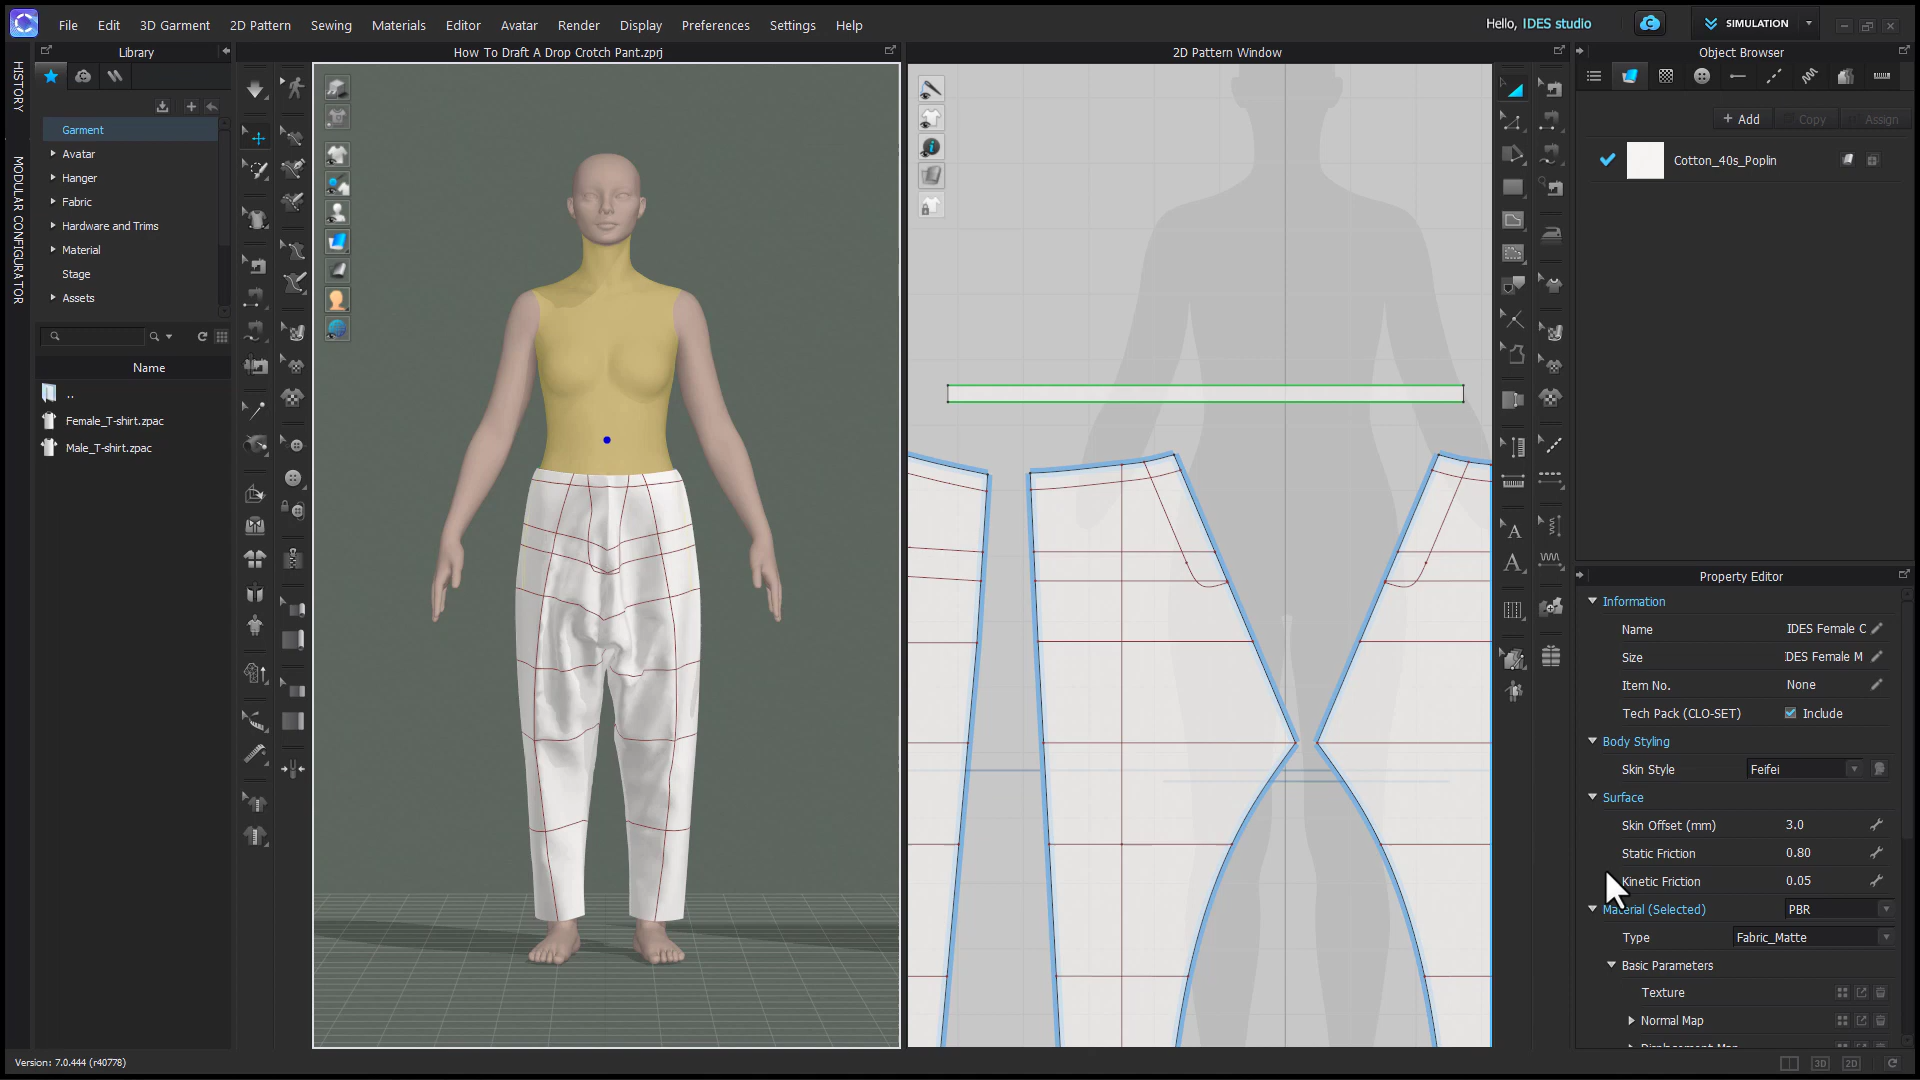 File Edit 3D Garment 2D Pattern Sewing Materials Editor Avatar Render Display Preferences Settings Help
Hello, IDES studio
SIMULATION
Library
How To Draft A Drop Crotch Pant.zprj
2D Pattern Window
Object Browser
HISTORY
MODULAR CONFIGURATOR
+ Add Copy Assign
Garment
Avatar
Hanger
Fabric
Hardware and Trims
Material
Stage
Assets
Cotton_40s_Poplin
Name
..
Female_T-shirt.zpac
Male_T-shirt.zpac
Property Editor
Information
Name IDES Female C
Size IDES Female M
Item No. None
Tech Pack (CLO-SET) Include
Body Styling
Skin Style Feifei
Surface
Skin Offset (mm) 3.0
Static Friction 0.80
Kinetic Friction 0.05
Material (Selected) PBR
Type Fabric_Matte
Basic Parameters
Texture
Normal Map
Version: 7.0.444 (r40778)
3D 2D